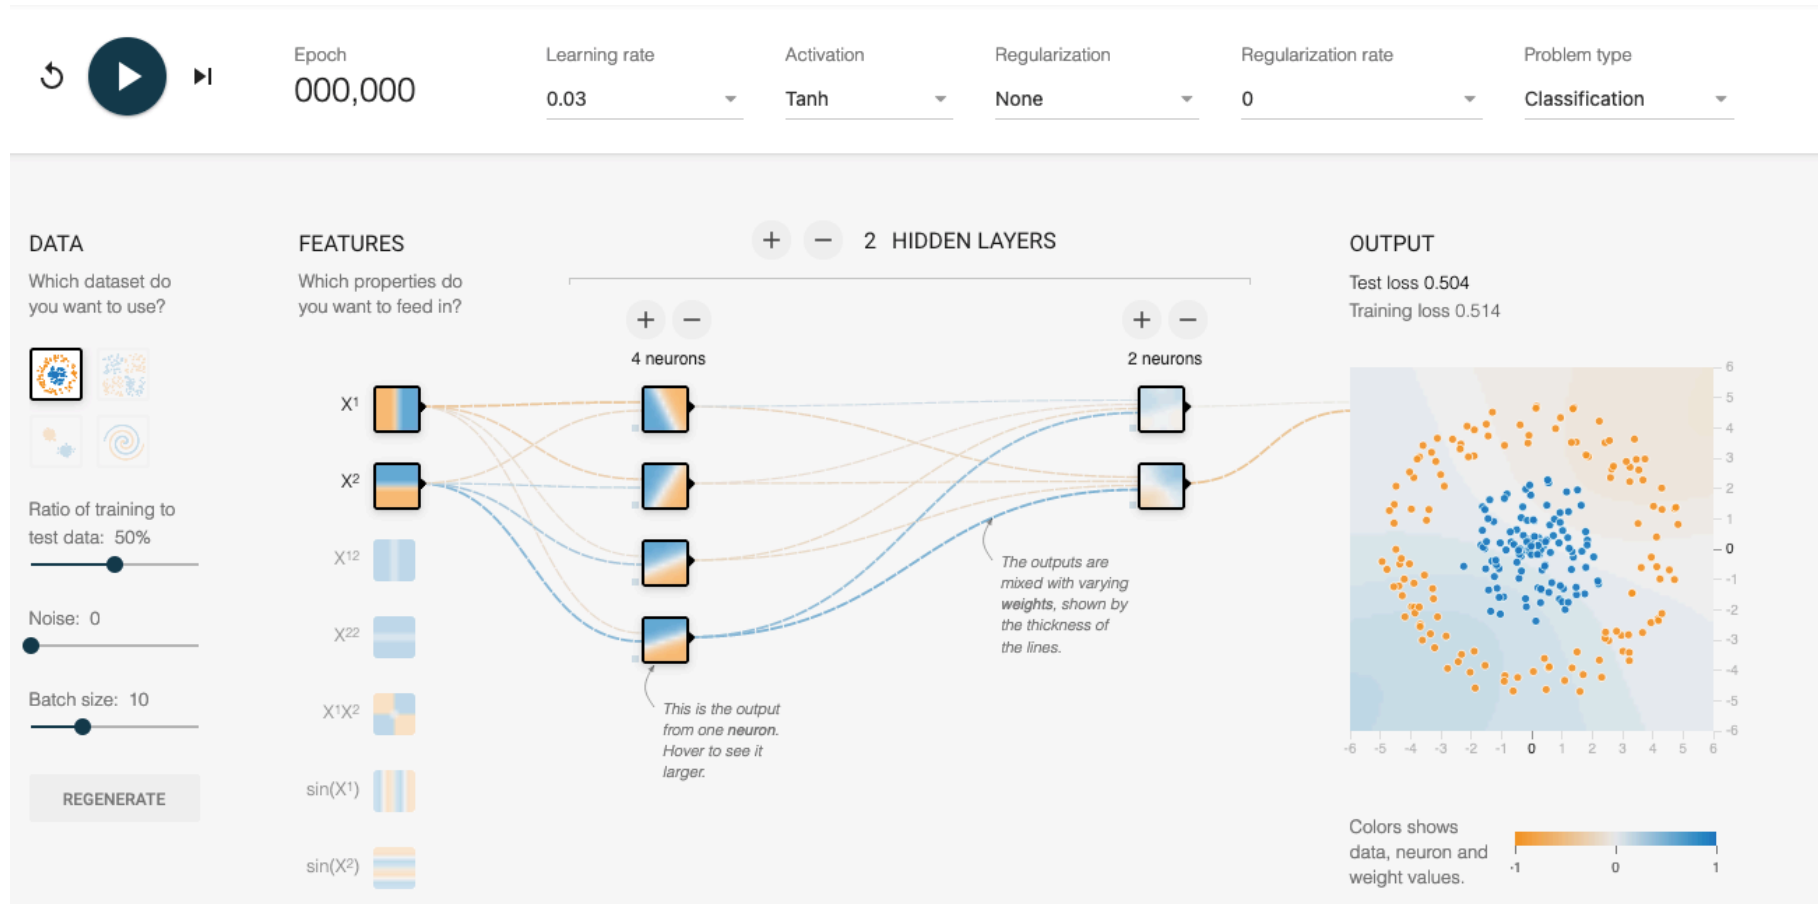 Epoch
000,000
Learning rate
0.03
Activation
Tanh
Regularization
None
Regularization rate
0
Problem type
Classification
DATA
Which dataset do
you want to use?
Ratio of training to
test data: 50%
Noise: 0
Batch size: 10
REGENERATE
FEATURES
Which properties do
you want to feed in?
X1
X2
X12
X22
X1X2
sin(X1)
sin(X2)
+ − 2 HIDDEN LAYERS
+ −
4 neurons
+ −
2 neurons
This is the output
from one neuron.
Hover to see it
larger.
The outputs are
mixed with varying
weights, shown by
the thickness of
the lines.
OUTPUT
Test loss 0.504
Training loss 0.514
6
5
4
3
2
1
0
-1
-2
-3
-4
-5
-6
-6 -5 -4 -3 -2 -1 0 1 2 3 4 5 6
Colors shows
data, neuron and
weight values.
-1 0 1